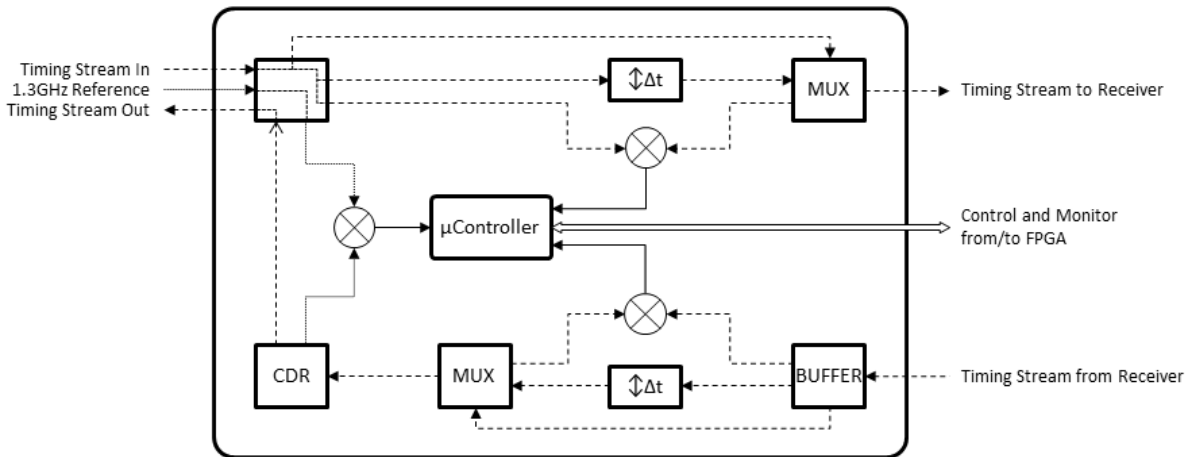 Timing Stream In
1.3GHz Reference
Timing Stream Out
Δt
MUX
Timing Stream to Receiver
µController
Control and Monitor
from/to FPGA
CDR
MUX
Δt
BUFFER
Timing Stream from Receiver